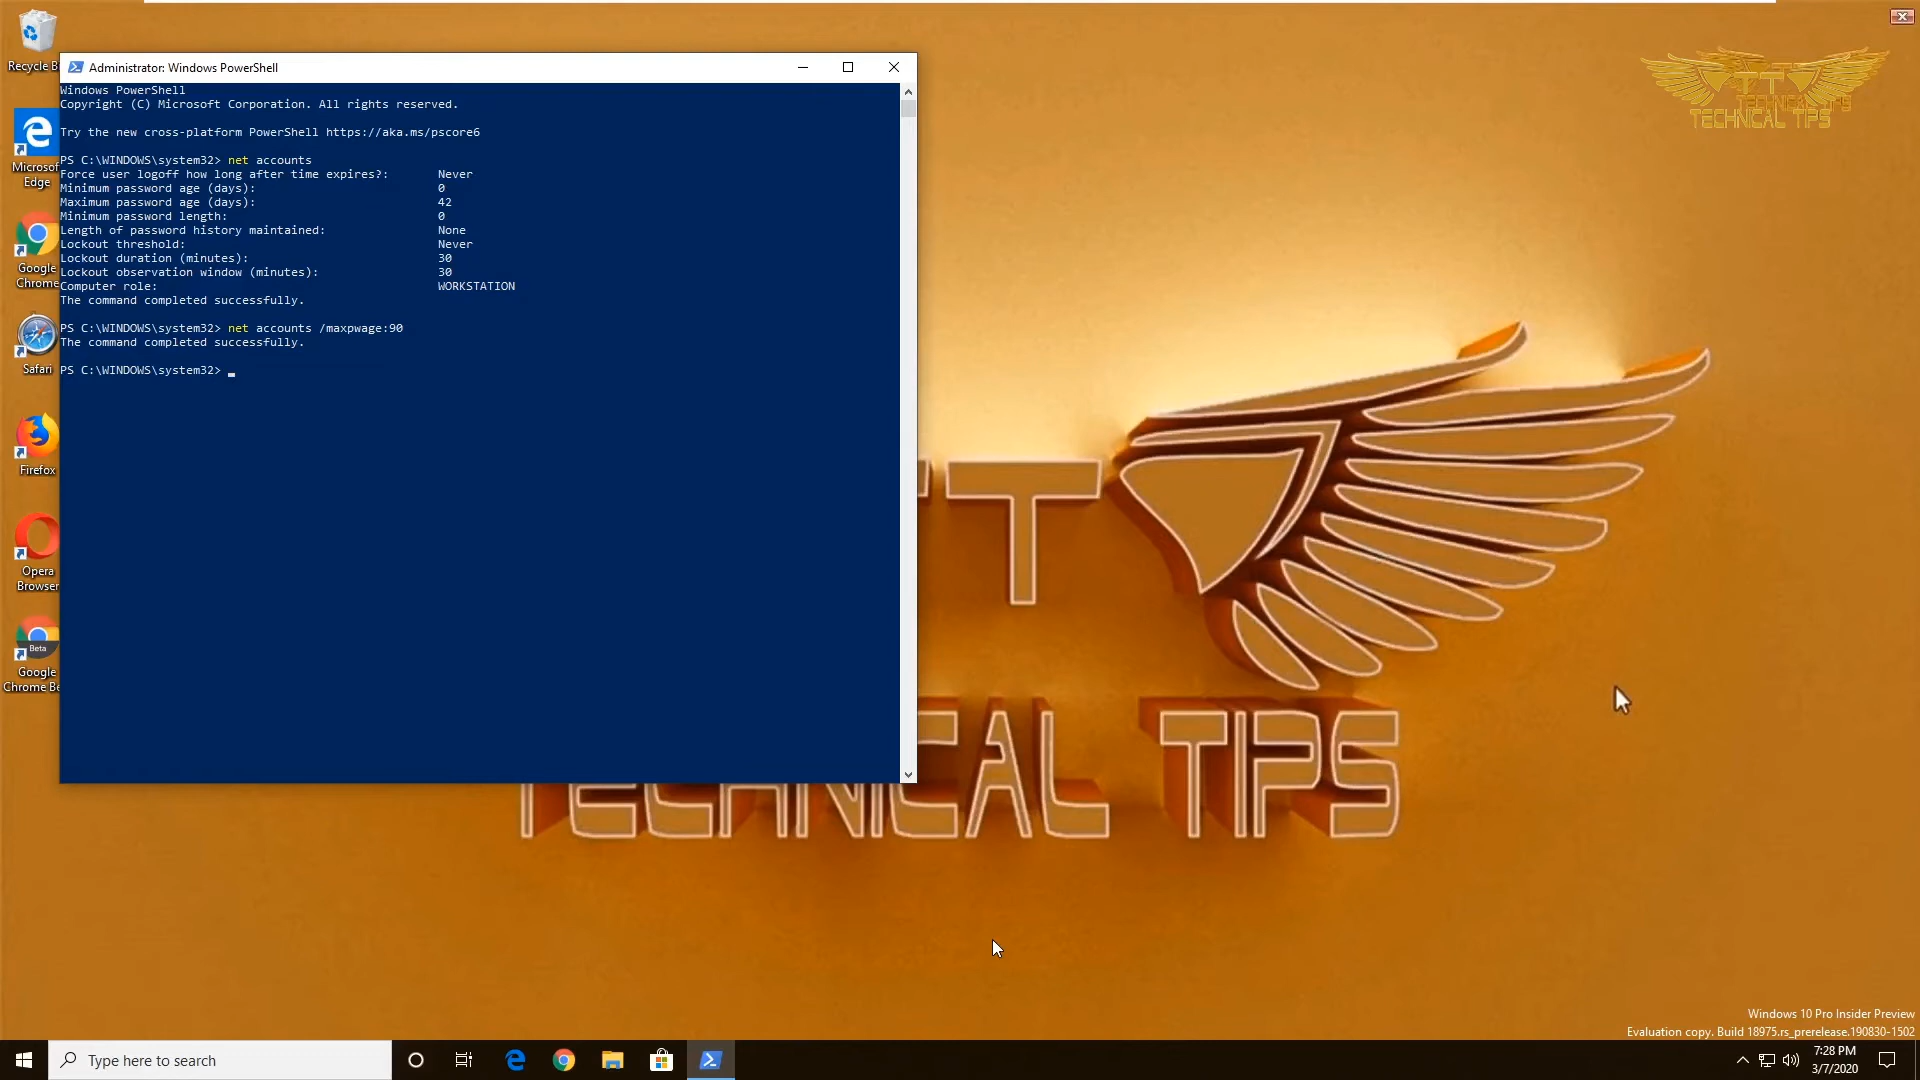 Recycle B
Administrator: Windows PowerShell
Windows PowerShell
Copyright (C) Microsoft Corporation. All rights reserved.
Try the new cross-platform PowerShell https://aka.ms/pscore6
PS C:\WINDOWS\system32> net accounts
Force user logoff how long after time expires?: Never
Minimum password age (days): 0
Maximum password age (days): 42
Minimum password length: 0
Length of password history maintained: None
Lockout threshold: Never
Lockout duration (minutes): 30
Lockout observation window (minutes): 30
Computer role: WORKSTATION
The command completed successfully.
PS C:\WINDOWS\system32> net accounts /maxpwage:90
The command completed successfully.
PS C:\WINDOWS\system32>
Microsof
Edge
Google
Chrome
Safari
Firefox
Opera
Browser
Beta
Google
Chrome Be
TT
TECHNICAL TIPS
TECHNICAL TIPS
T
TECHNICAL TIPS
Windows 10 Pro Insider Preview
Evaluation copy. Build 18975.rs_prerelease.190830-1502
Type here to search
7:28 PM
3/7/2020